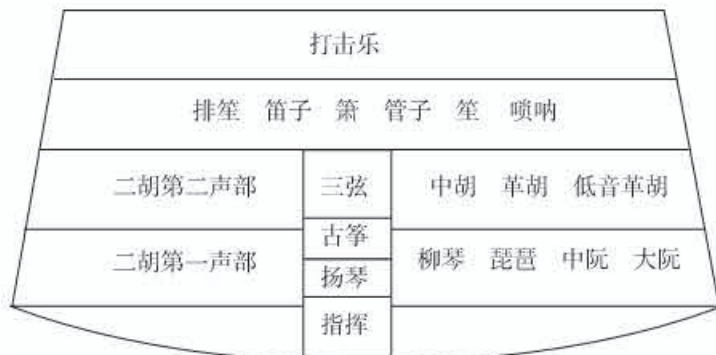 打击乐
排笙 笛子 箫 管子 笙 唢呐
二胡第二声部 三弦 中胡 革胡 低音革胡
古筝
二胡第一声部 扬琴 柳琴 琵琶 中阮 大阮
指挥